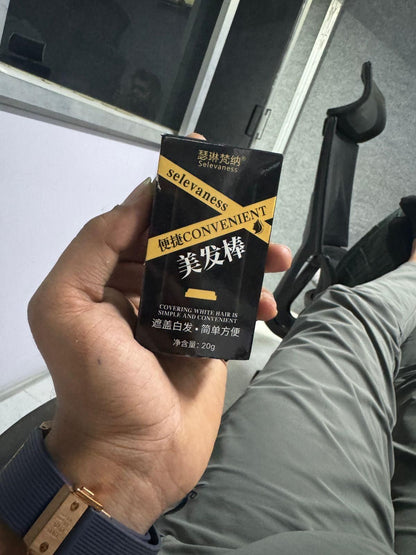 瑟琳梵纳®
Selevaness
selevaness
便捷CONVENIENT
美发棒
COVERING WHITE HAIR IS
SIMPLE AND CONVENIENT
遮盖白发·简单方便
净含量：20g